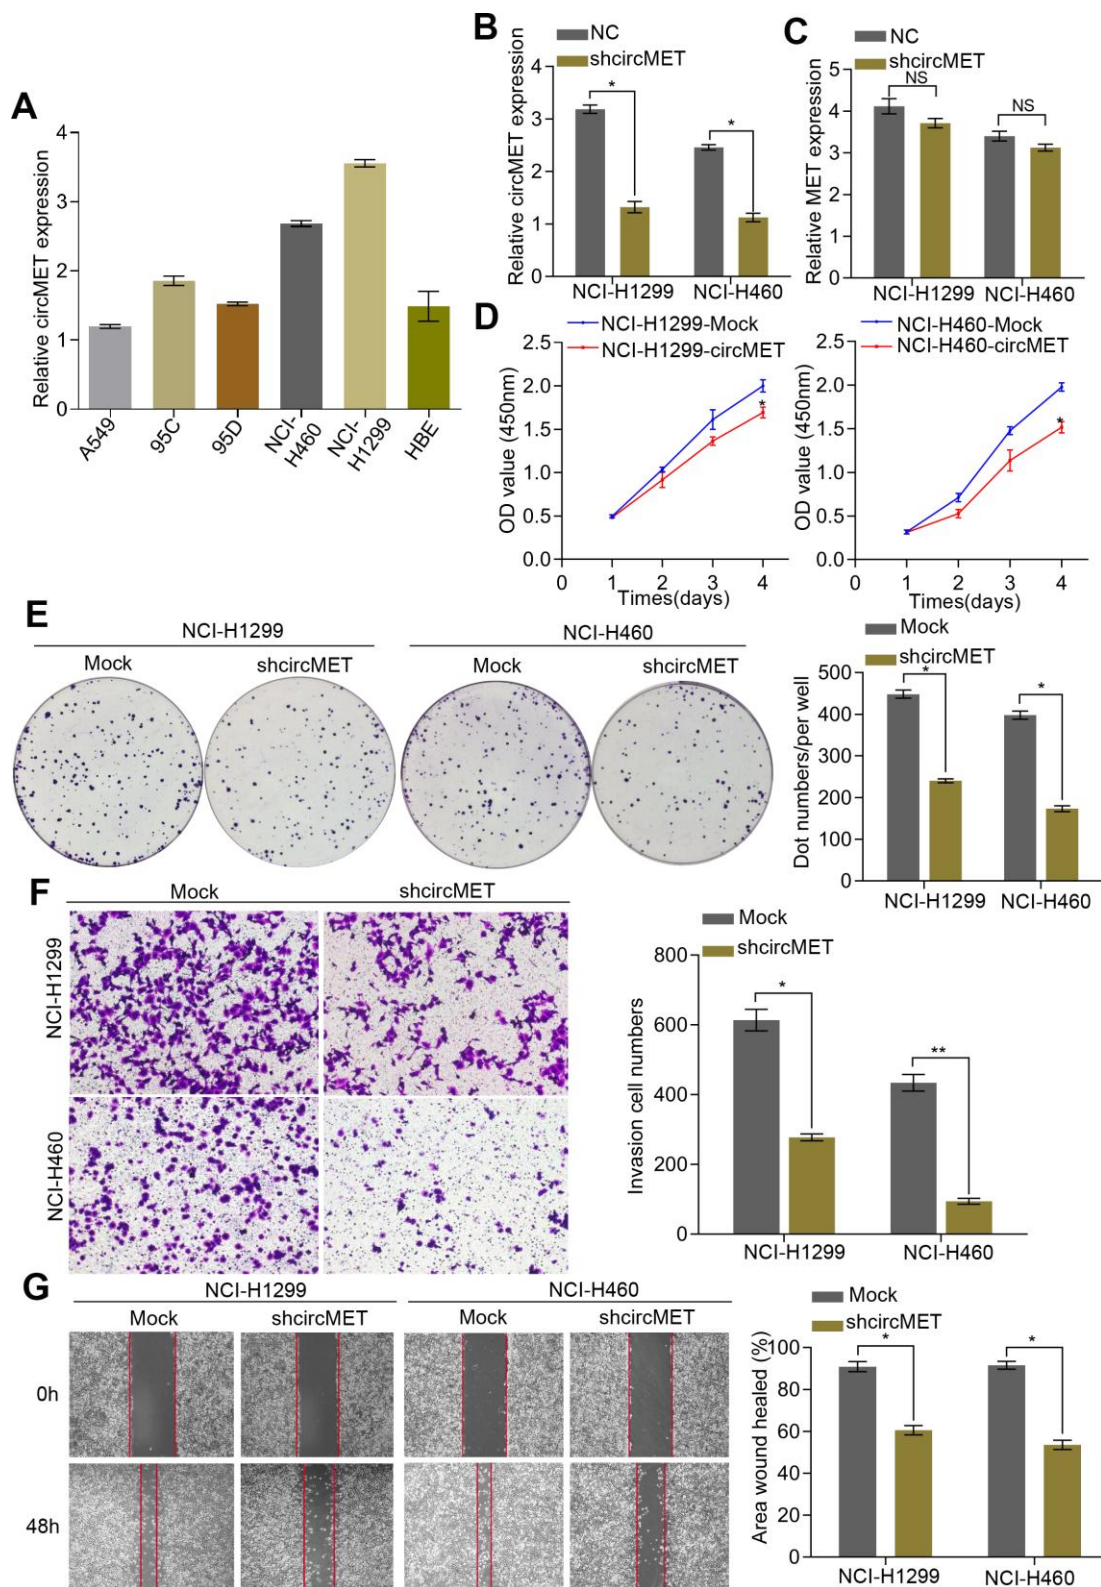 A
Relative circMET expression
4
3
2
1
0
A549
95C
95D
NCI-
H460
NCI-
H1299
HBE
B
NC
shcircMET
Relative circMET expression
4
3
2
1
0
*
*
NCI-H1299
NCI-H460
C
NC
shcircMET
Relative MET expression
5
4
3
2
1
0
NS
NS
NCI-H1299
NCI-H460
D
NCI-H1299-Mock
NCI-H1299-circMET
OD value (450nm)
2.5
2.0
1.5
1.0
0.5
0.0
*
0 1 2 3 4
Times(days)
NCI-H460-Mock
NCI-H460-circMET
OD value (450nm)
2.5
2.0
1.5
1.0
0.5
0.0
*
0 1 2 3 4
Times(days)
E
NCI-H1299
NCI-H460
Mock
shcircMET
Mock
shcircMET
Mock
shcircMET
Dot numbers/per well
500
400
300
200
100
0
*
*
NCI-H1299
NCI-H460
F
Mock
shcircMET
NCI-H1299
NCI-H460
Mock
shcircMET
Invasion cell numbers
800
600
400
200
0
*
**
NCI-H1299
NCI-H460
G
NCI-H1299
NCI-H460
Mock
shcircMET
Mock
shcircMET
0h
48h
Mock
shcircMET
Area wound healed (%)
100
80
60
40
20
0
*
*
NCI-H1299
NCI-H460